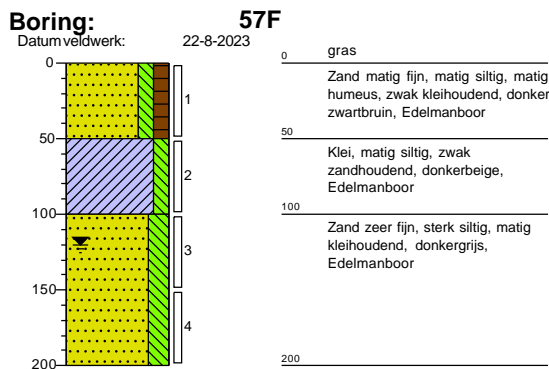 Boring: 57F
Datum veldwerk: 22-8-2023
0
50
100
150
200
1
2
3
4
0 gras
Zand matig fijn, matig siltig, matig
humeus, zwak kleihoudend, donker
zwartbruin, Edelmanboor
50
Klei, matig siltig, zwak
zandhoudend, donkerbeige,
Edelmanboor
100
Zand zeer fijn, sterk siltig, matig
kleihoudend, donkergrijs,
Edelmanboor
200